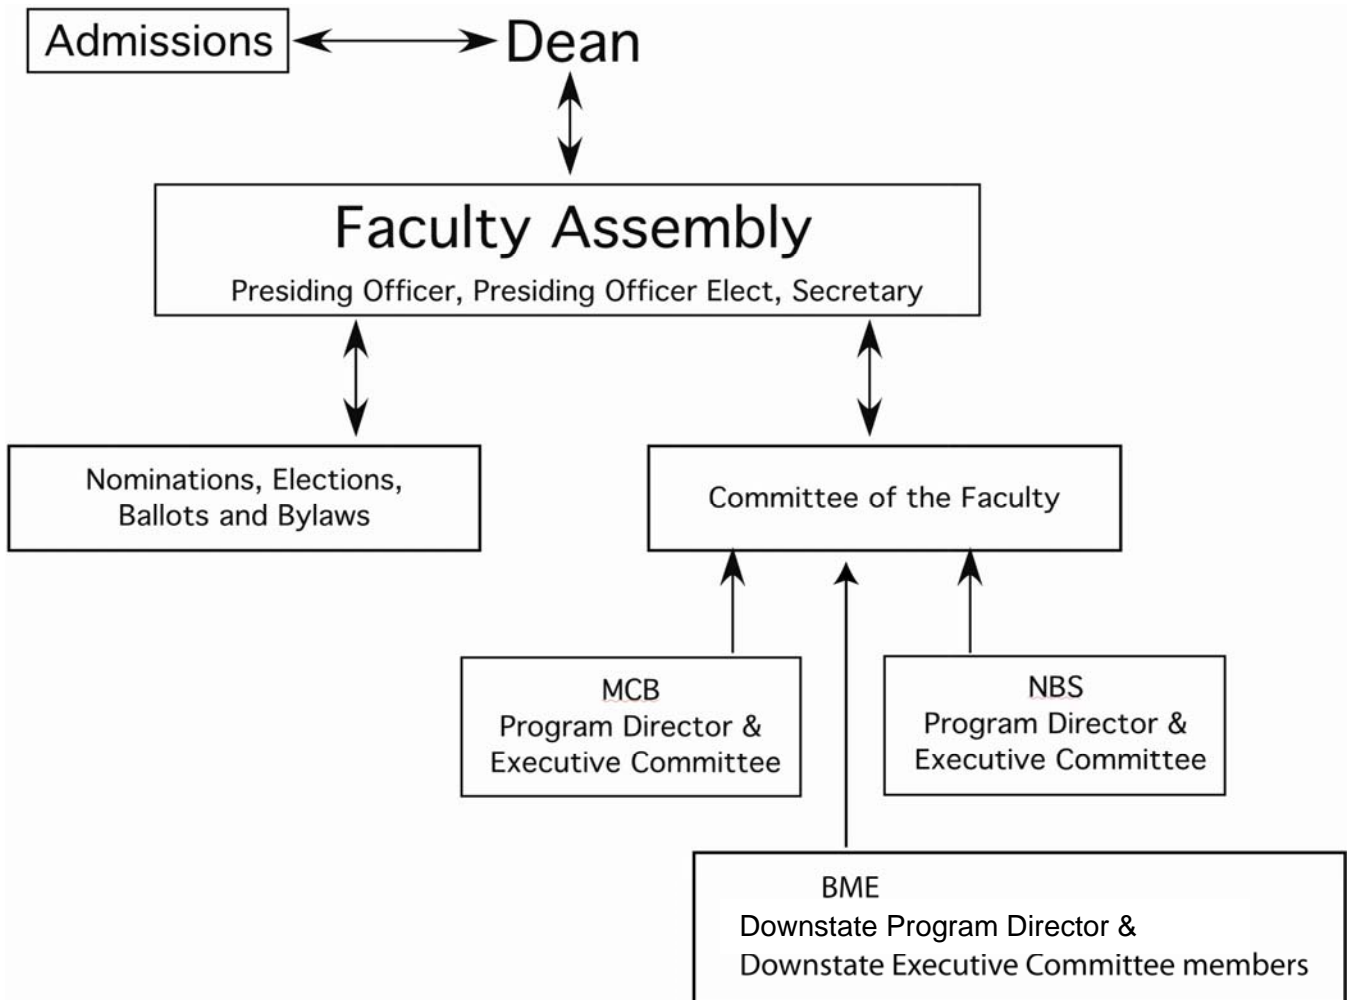 Admissions
Dean
Faculty Assembly
Presiding Officer, Presiding Officer Elect, Secretary
Nominations, Elections,
Ballots and Bylaws
Committee of the Faculty
MCB
Program Director &
Executive Committee
NBS
Program Director &
Executive Committee
BME
Downstate Program Director &
Downstate Executive Committee members